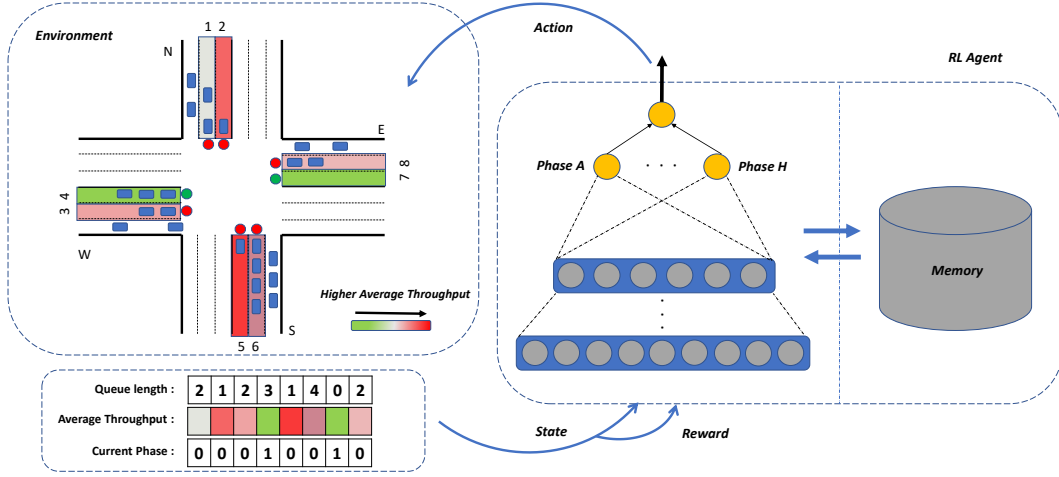 Environment
1 2
N
E
8
7
4
3
W
S
5 6
Higher Average Throughput
Action
RL Agent
Phase A
. . .
Phase H
Memory
Queue length : 2 1 2 3 1 4 0 2
Average Throughput :
Current Phase : 0 0 0 1 0 0 1 0
State
Reward